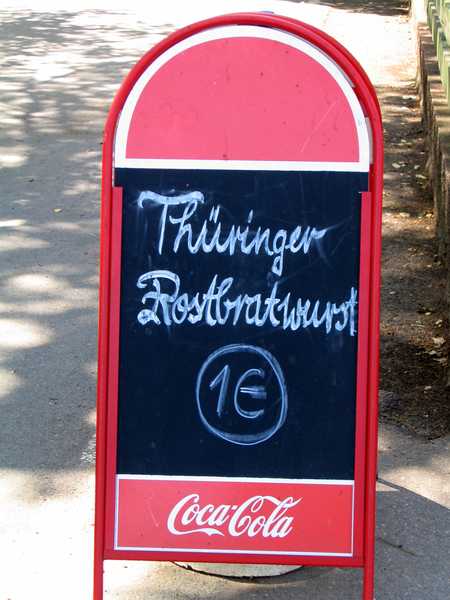 Thüringer
Rostbratwurst
1€
Coca-Cola